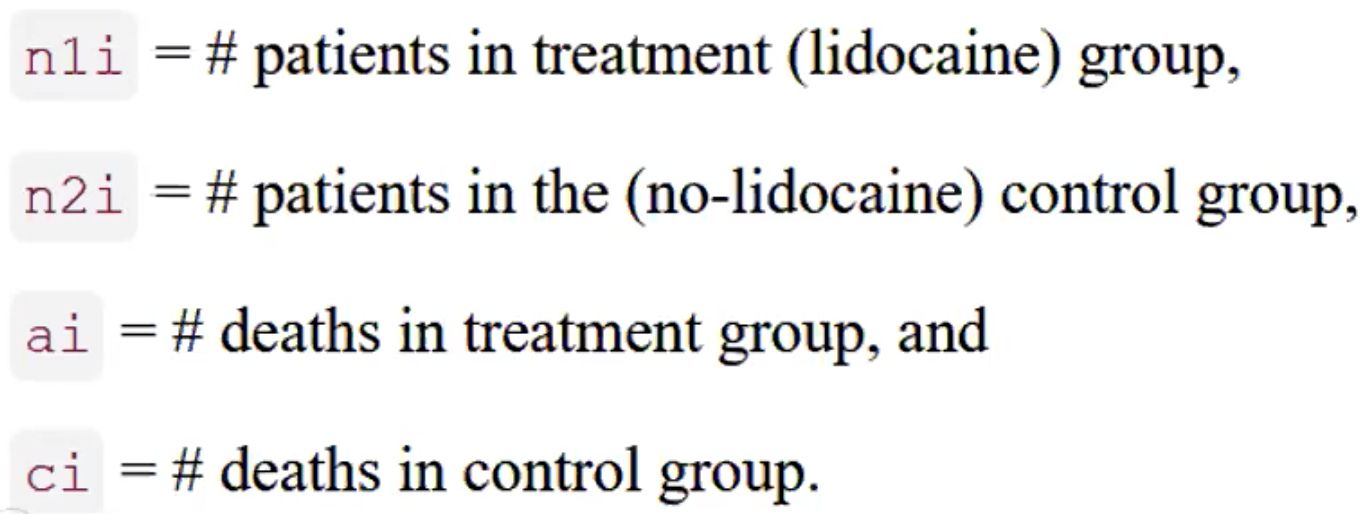 n1i = # patients in treatment (lidocaine) group,
n2i = # patients in the (no-lidocaine) control group,
ai = # deaths in treatment group, and
ci = # deaths in control group.